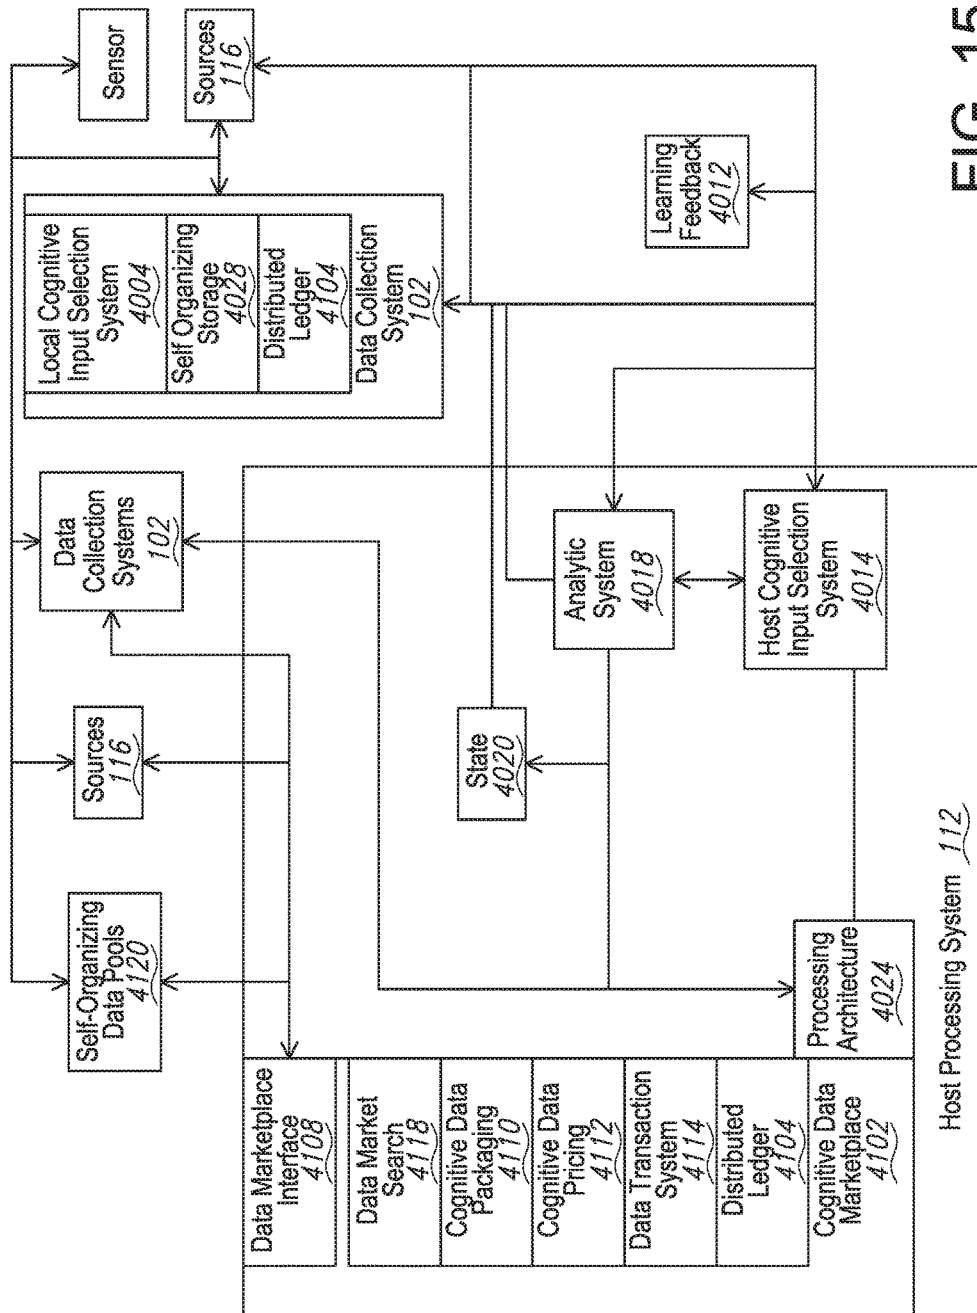 Self-Organizing
Data Pools
4120
Sources
116
Data
Collection
Systems
102
Local Cognitive
Input Selection
System
4004
Self Organizing
Storage
4028
Distributed
Ledger
4104
Data Collection
System
102
Sensor
Sources
116
Data Marketplace
Interface
4108
Data Market
Search
4118
Cognitive Data
Packaging
4110
Cognitive Data
Pricing
4112
Data Transaction
System
4114
Distributed
Ledger
4104
Cognitive Data
Marketplace
4102
State
4020
Analytic
System
4018
Learning
Feedback
4012
Processing
Architecture
4024
Host Cognitive
Input Selection
System
4014
Host Processing System 112
FIG. 15